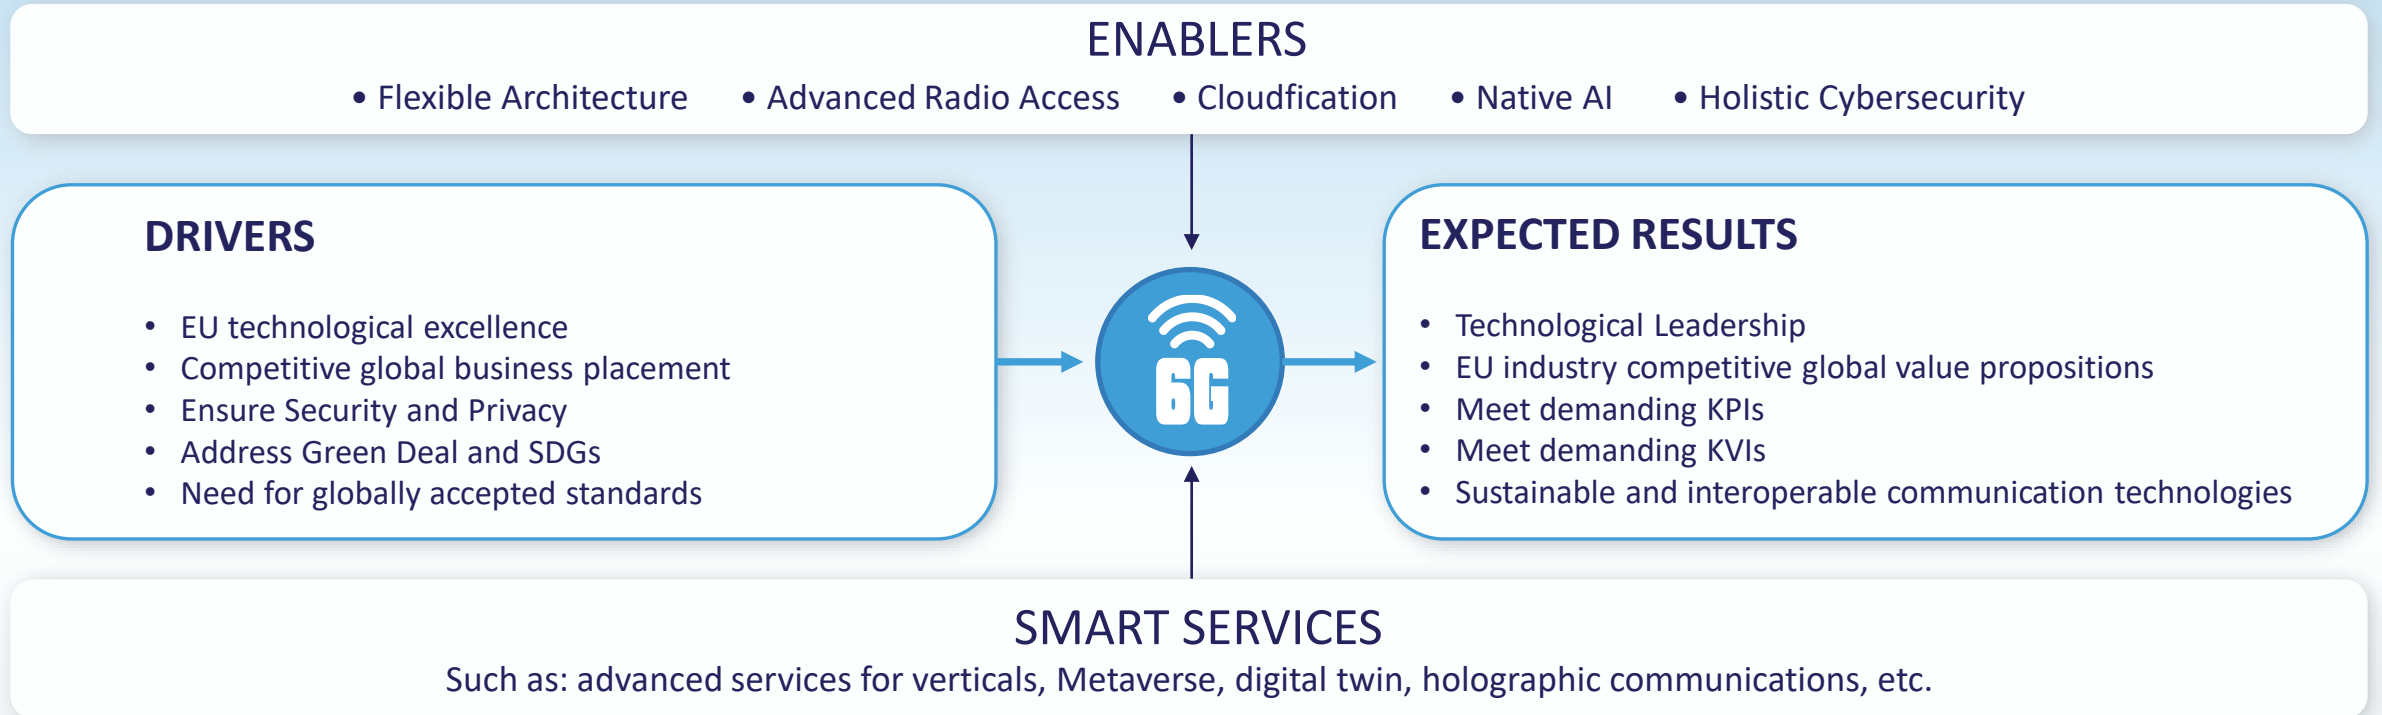 ENABLERS
• Flexible Architecture • Advanced Radio Access • Cloudfication • Native AI • Holistic Cybersecurity
DRIVERS
• EU technological excellence
• Competitive global business placement
• Ensure Security and Privacy
• Address Green Deal and SDGs
• Need for globally accepted standards
6G
EXPECTED RESULTS
• Technological Leadership
• EU industry competitive global value propositions
• Meet demanding KPIs
• Meet demanding KVIs
• Sustainable and interoperable communication technologies
SMART SERVICES
Such as: advanced services for verticals, Metaverse, digital twin, holographic communications, etc.